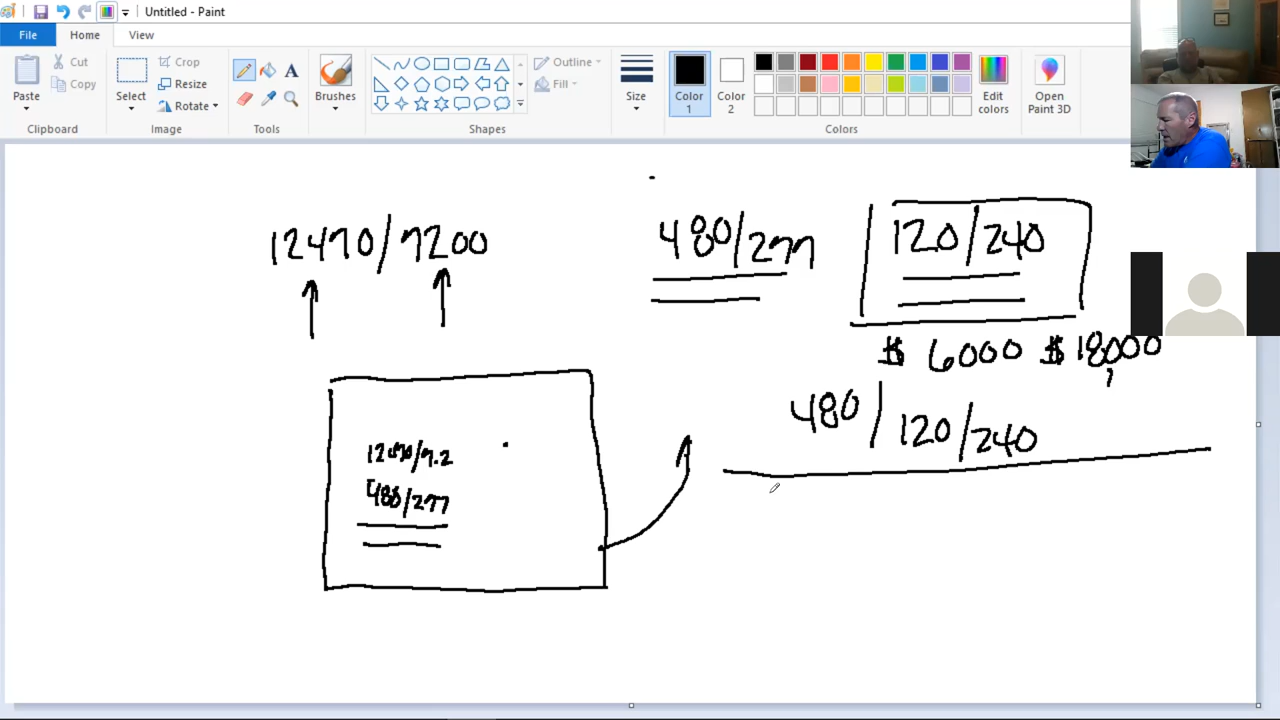 Untitled - Paint
File Home View
Paste
Cut
Copy
Clipboard
Select
Crop
Resize
Rotate
Image
A
Tools
Brushes
Outline
Fill
Shapes
Size
Color 1
Color 2
Edit colors
Colors
Open Paint 3D
12470/7200
480/277
120/240
$ 6000 $ 18000
480/120/240
12470/7.2
480/277